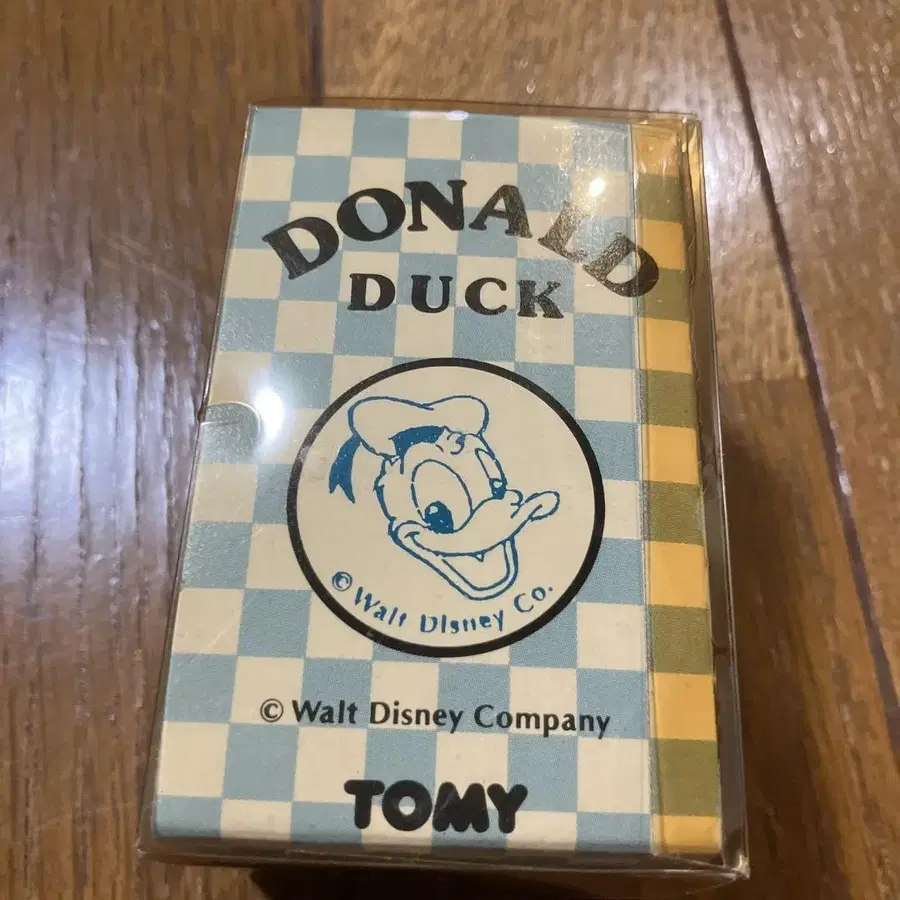 DONALD
DUCK
© Walt Disney Co.
© Walt Disney Company
TOMY